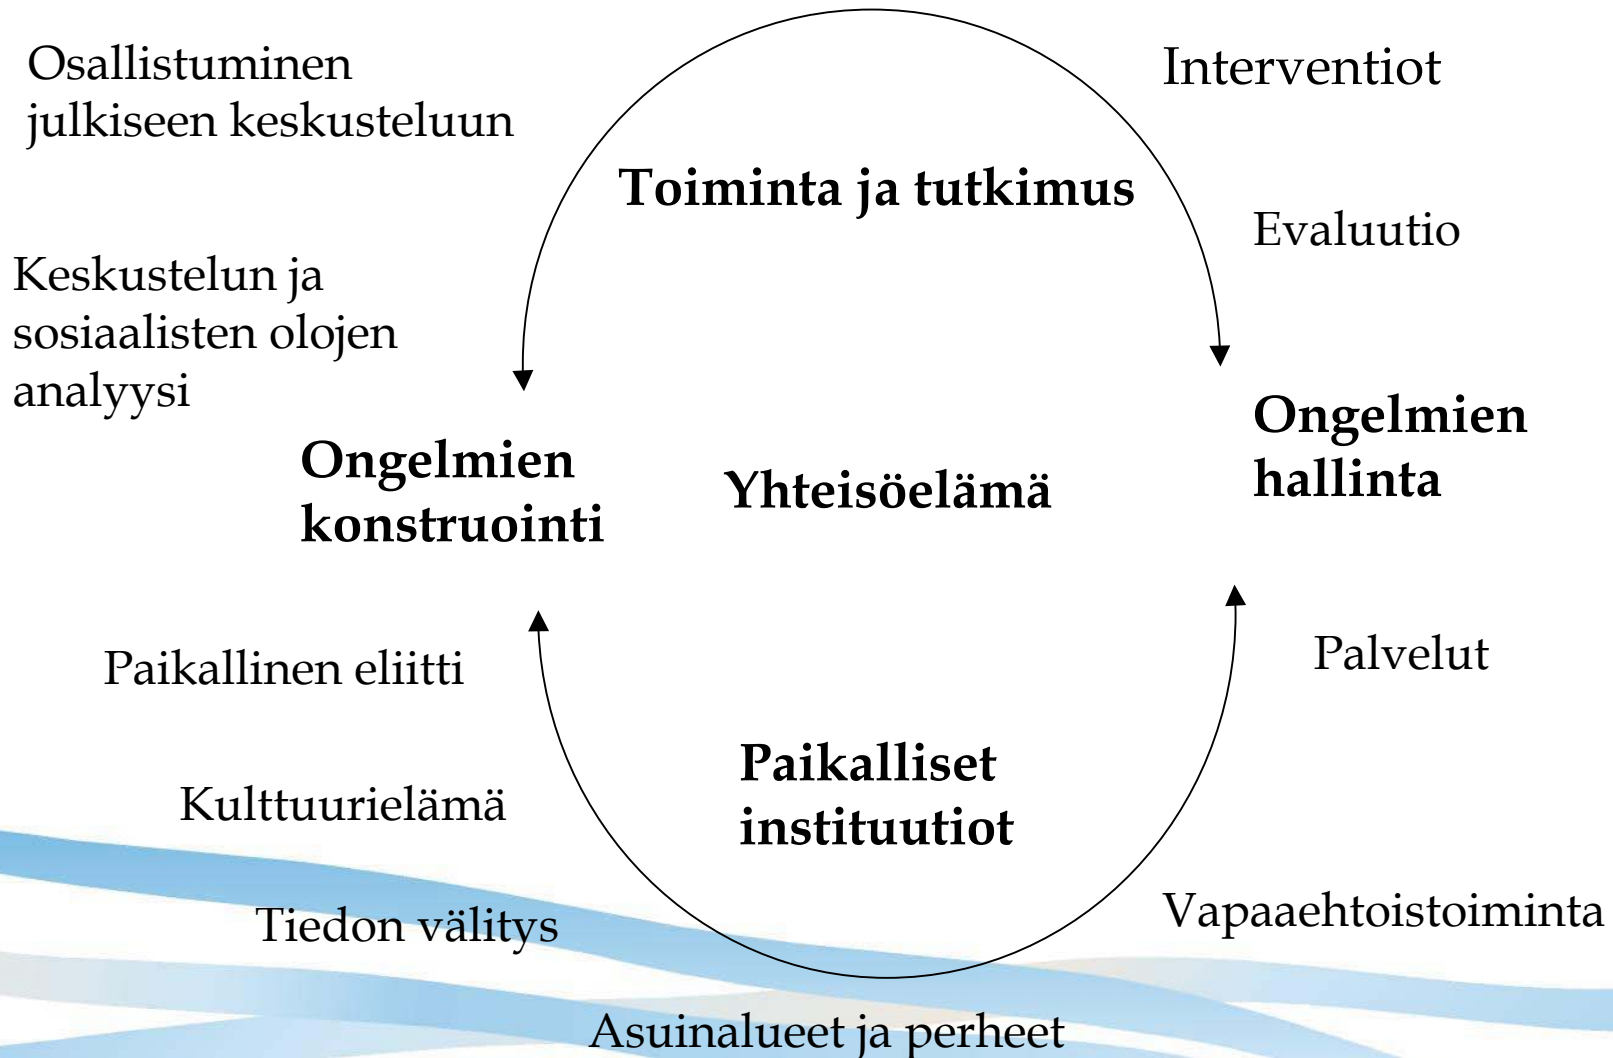 Osallistuminen
julkiseen keskusteluun
Interventiot
Toiminta ja tutkimus
Evaluutio
Keskustelun ja
sosiaalisten olojen
analyysi
Ongelmien
konstruointi
Yhteisöelämä
Ongelmien
hallinta
Paikallinen eliitti
Palvelut
Paikalliset
instituutiot
Kulttuurielämä
Tiedon välitys
Vapaaehtoistoiminta
Asuinalueet ja perheet